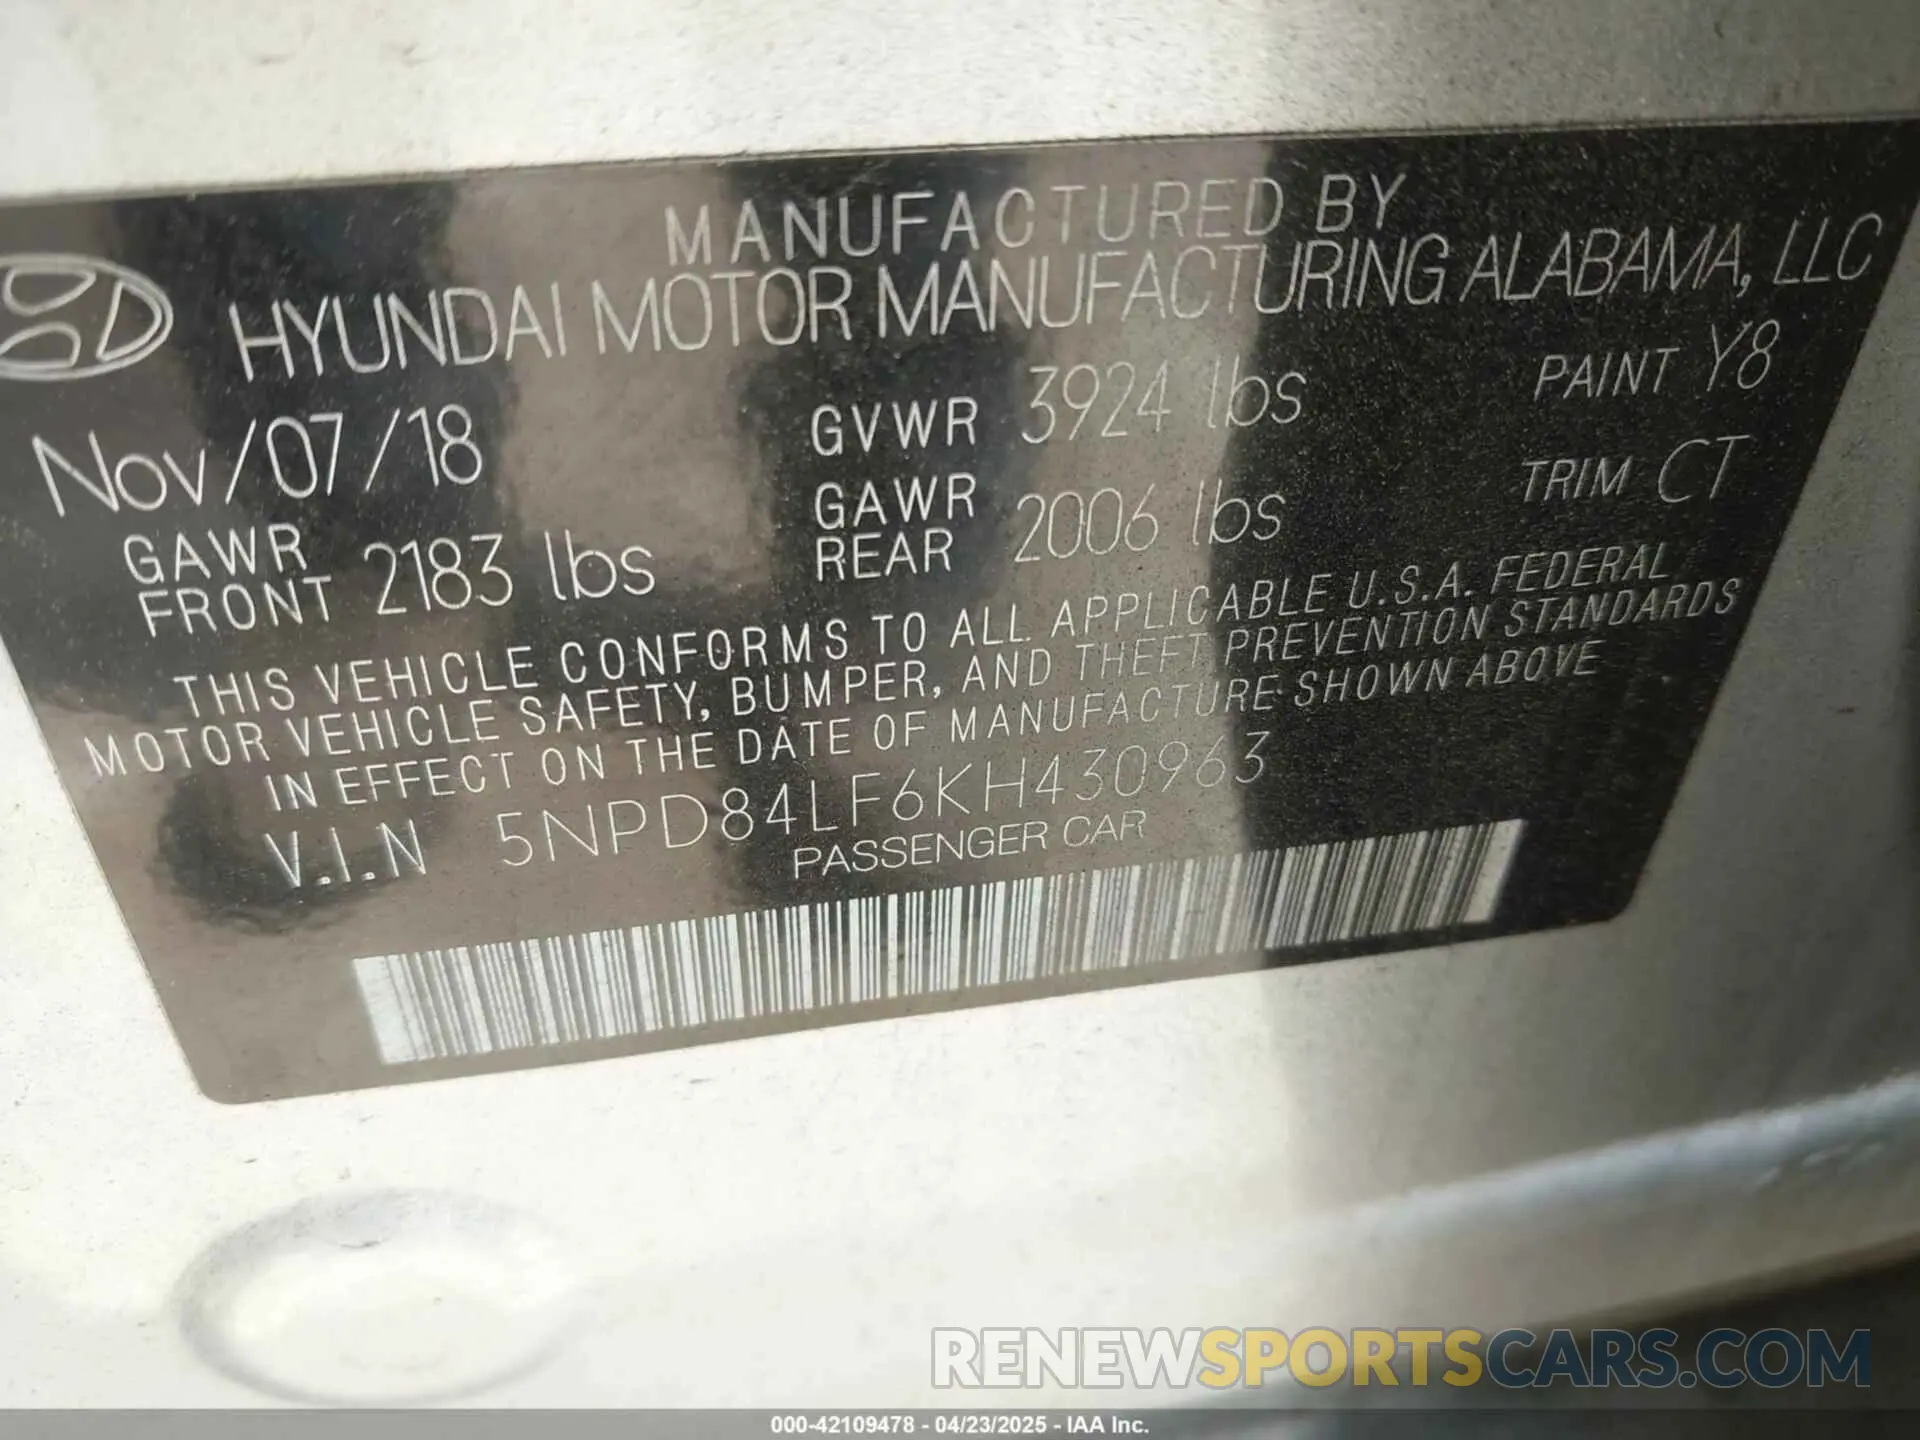 MANUFACTURED BY
HYUNDAI MOTOR MANUFACTURING ALABAMA, LLC
Nov/07/18 GVWR 3924 lbs PAINT Y8
GAWR FRONT 2183 lbs GAWR REAR 2006 lbs TRIM CT
THIS VEHICLE CONFORMS TO ALL APPLICABLE U.S.A. FEDERAL
MOTOR VEHICLE SAFETY, BUMPER, AND THEFT PREVENTION STANDARDS
IN EFFECT ON THE DATE OF MANUFACTURE SHOWN ABOVE
V.I.N 5NPD84LF6KH430963
PASSENGER CAR
RENEWSPORTSCARS.COM
000-42109478 - 04/23/2025 - IAA Inc.